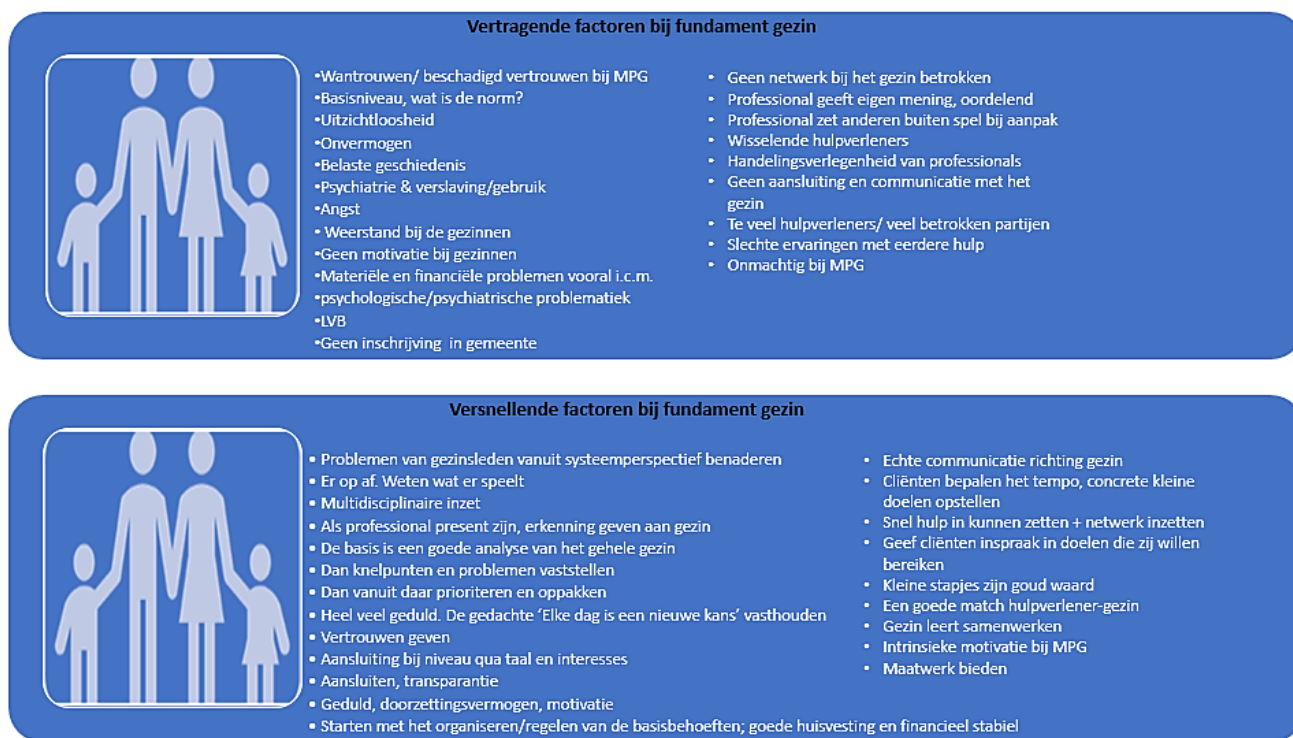 Vertragende factoren bij fundament gezin
•Wantrouwen/ beschadigd vertrouwen bij MPG
•Basisniveau, wat is de norm?
•Uitzichtloosheid
•Onvermogen
•Belaste geschiedenis
•Psychiatrie & verslaving/gebruik
•Angst
• Weerstand bij de gezinnen
•Geen motivatie bij gezinnen
•Materiële en financiële problemen vooral i.c.m.
•psychologische/psychiatrische problematiek
•LVB
•Geen inschrijving in gemeente
• Geen netwerk bij het gezin betrokken
• Professional geeft eigen mening, oordelend
• Professional zet anderen buiten spel bij aanpak
• Wisselende hulpverleners
• Handelingsverlegenheid van professionals
• Geen aansluiting en communicatie met het
gezin
• Te veel hulpverleners/ veel betrokken partijen
• Slechte ervaringen met eerdere hulp
• Onmachtig bij MPG
Versnellende factoren bij fundament gezin
• Problemen van gezinsleden vanuit systeemperspectief benaderen
• Er op af. Weten wat er speelt
• Multidisciplinaire inzet
• Als professional present zijn, erkenning geven aan gezin
• De basis is een goede analyse van het gehele gezin
• Dan knelpunten en problemen vaststellen
• Dan vanuit daar prioriteren en oppakken
• Heel veel geduld. De gedachte ‘Elke dag is een nieuwe kans’ vasthouden
• Vertrouwen geven
• Aansluiting bij niveau qua taal en interesses
• Aansluiten, transparantie
• Geduld, doorzettingsvermogen, motivatie
• Starten met het organiseren/regelen van de basisbehoeften; goede huisvesting en financieel stabiel
• Echte communicatie richting gezin
• Cliënten bepalen het tempo, concrete kleine
doelen opstellen
• Snel hulp in kunnen zetten + netwerk inzetten
• Geef cliënten inspraak in doelen die zij willen
bereiken
• Kleine stapjes zijn goud waard
• Een goede match hulpverlener-gezin
• Gezin leert samenwerken
• Intrinsieke motivatie bij MPG
• Maatwerk bieden